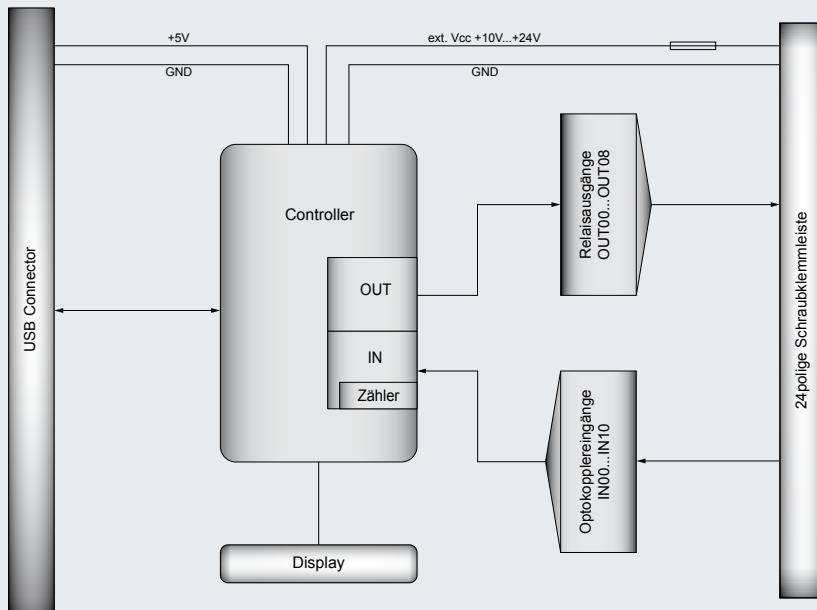 +5V
GND
ext. Vcc +10V...+24V
GND
USB Connector
Controller
OUT
IN
Zähler
Display
Relaisausgänge
OUT00...OUT08
Optokopplereingänge
IN00...IN10
24polige Schraubklemmleiste